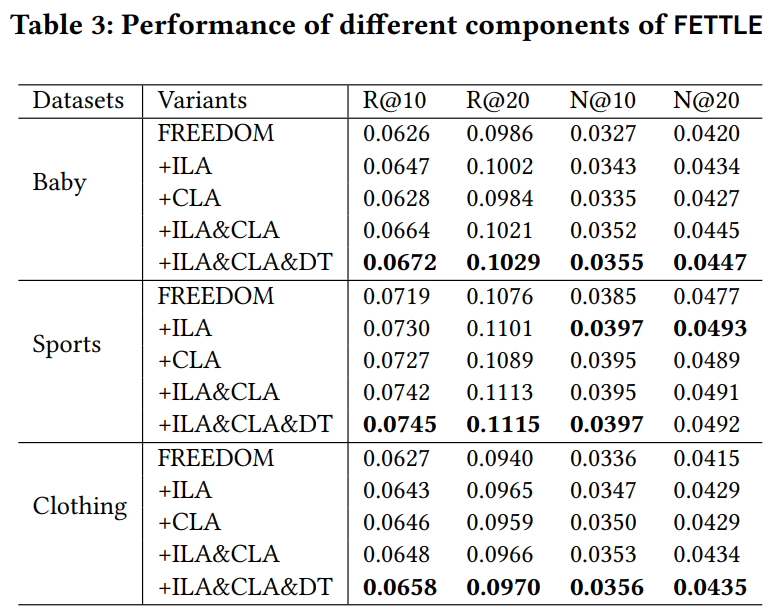 Table 3: Performance of different components of FETTLE
Datasets Variants R@10 R@20 N@10 N@20
Baby
FREEDOM 0.0626 0.0986 0.0327 0.0420
+ILA 0.0647 0.1002 0.0343 0.0434
+CLA 0.0628 0.0984 0.0335 0.0427
+ILA&CLA 0.0664 0.1021 0.0352 0.0445
+ILA&CLA&DT 0.0672 0.1029 0.0355 0.0447
Sports
FREEDOM 0.0719 0.1076 0.0385 0.0477
+ILA 0.0730 0.1101 0.0397 0.0493
+CLA 0.0727 0.1089 0.0395 0.0489
+ILA&CLA 0.0742 0.1113 0.0395 0.0491
+ILA&CLA&DT 0.0745 0.1115 0.0397 0.0492
Clothing
FREEDOM 0.0627 0.0940 0.0336 0.0415
+ILA 0.0643 0.0965 0.0347 0.0429
+CLA 0.0646 0.0959 0.0350 0.0429
+ILA&CLA 0.0648 0.0966 0.0353 0.0434
+ILA&CLA&DT 0.0658 0.0970 0.0356 0.0435